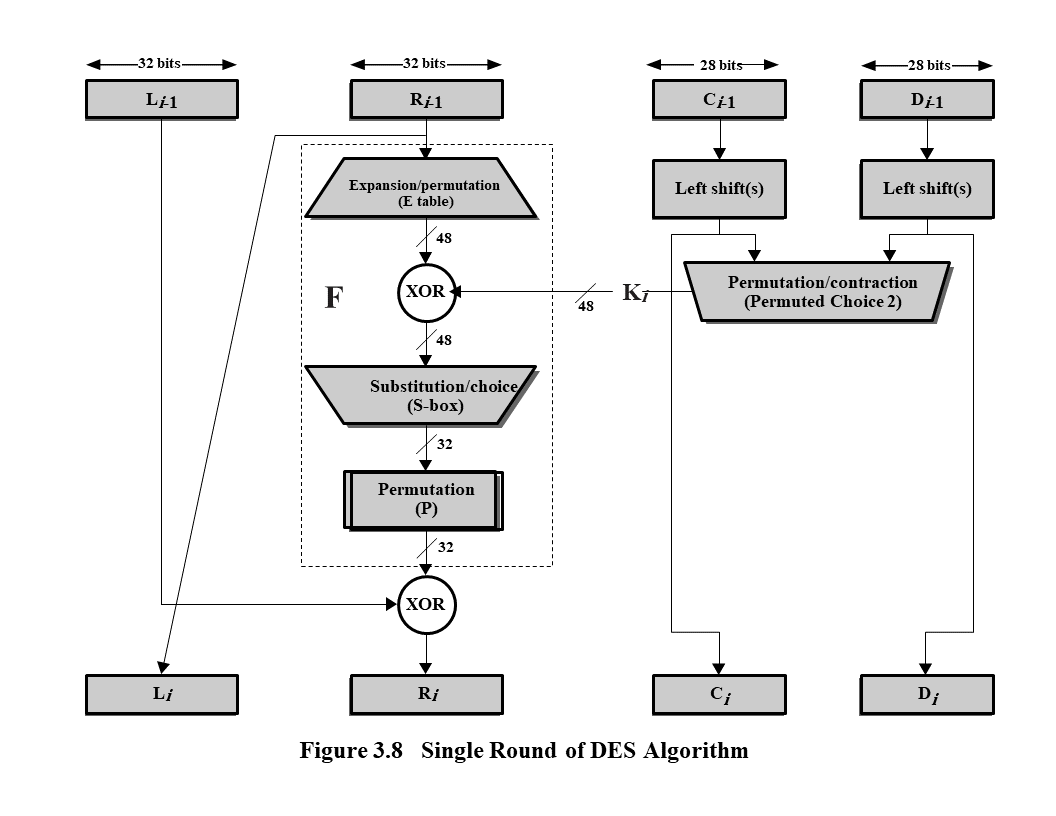 32 bits
32 bits
28 bits
28 bits
Li-1
Ri-1
Ci-1
Di-1
Expansion/permutation
(E table)
Left shift(s)
Left shift(s)
48
F
XOR
48
Ki
Permutation/contraction
(Permuted Choice 2)
48
Substitution/choice
(S-box)
32
Permutation
(P)
32
XOR
Li
Ri
Ci
Di
Figure 3.8 Single Round of DES Algorithm